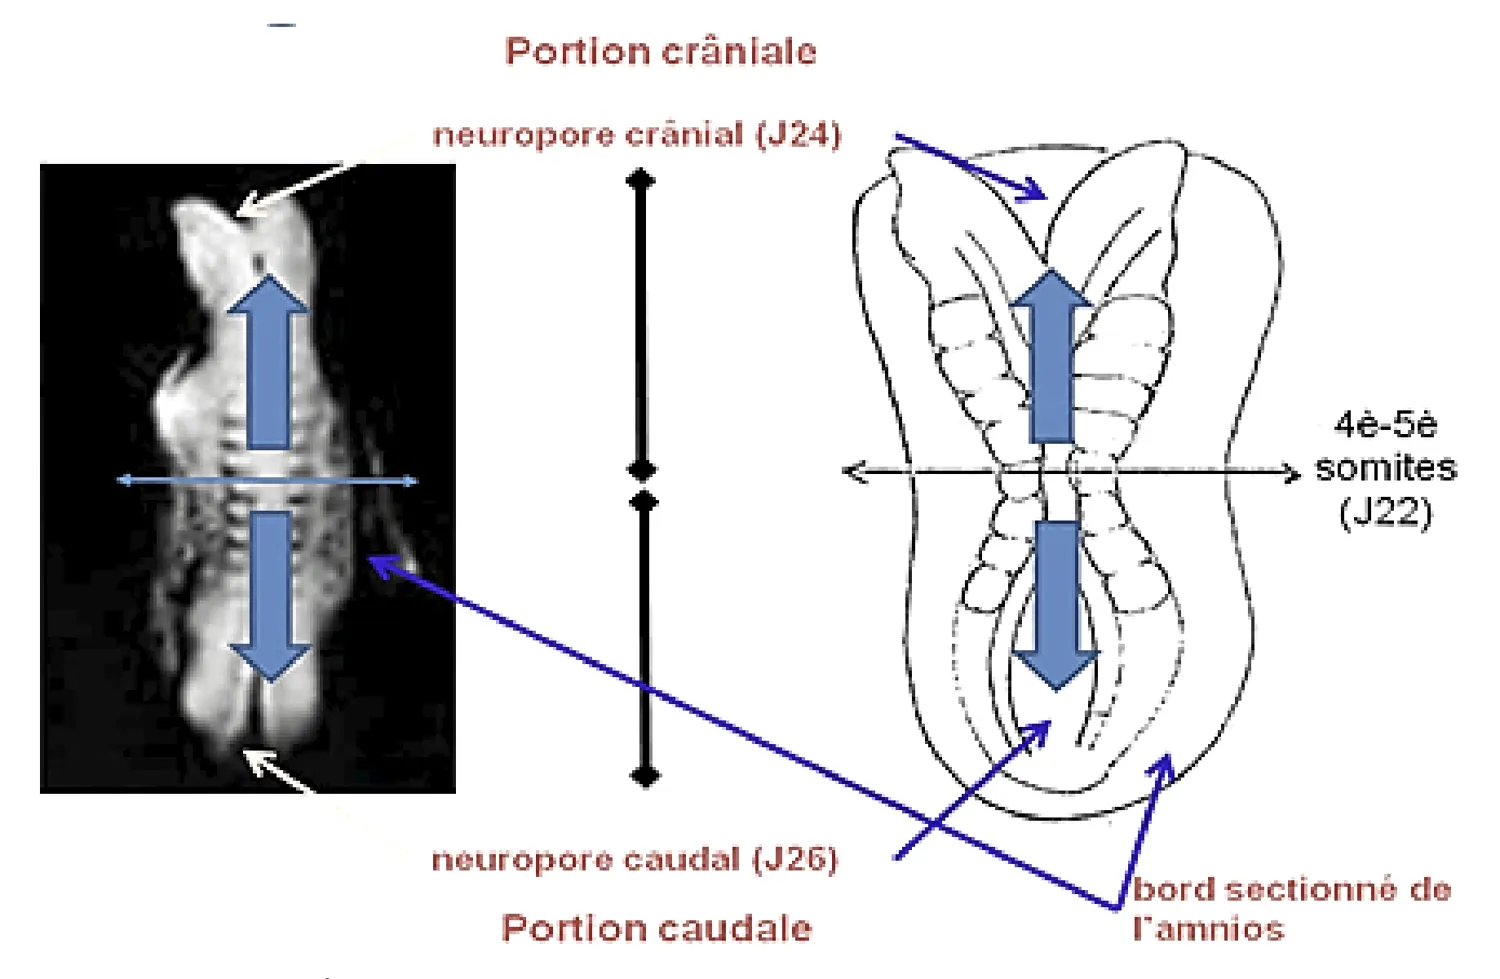 Portion crâniale
neuropore crânial (J24)
4è-5è
somites
(J22)
neuropore caudal (J26)
bord sectionné de
l'amnios
Portion caudale